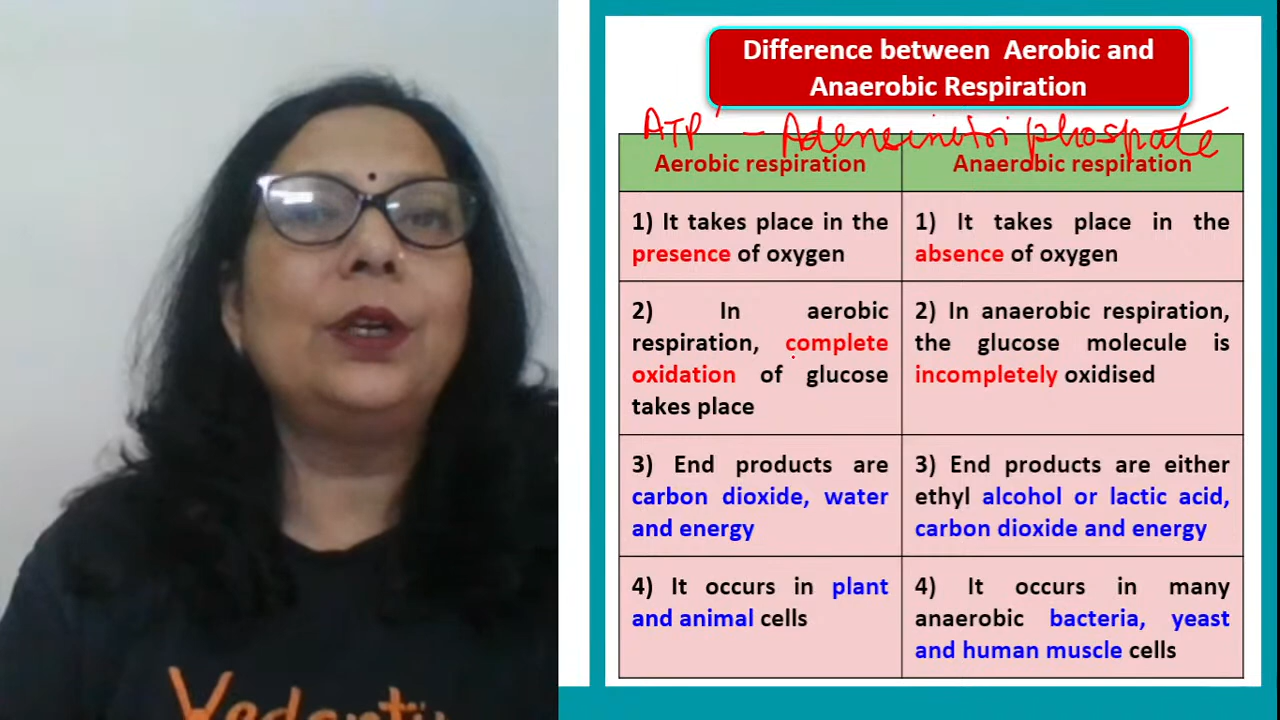 Difference between Aerobic and
Anaerobic Respiration
ATP - Adenseinetri phospate
Aerobic respiration
Anaerobic respiration
1) It takes place in the
presence of oxygen
1) It takes place in the
absence of oxygen
2) In aerobic
respiration, complete
oxidation of glucose
takes place
2) In anaerobic respiration,
the glucose molecule is
incompletely oxidised
3) End products are
carbon dioxide, water
and energy
3) End products are either
ethyl alcohol or lactic acid,
carbon dioxide and energy
4) It occurs in plant
and animal cells
4) It occurs in many
anaerobic bacteria, yeast
and human muscle cells
Vedantu